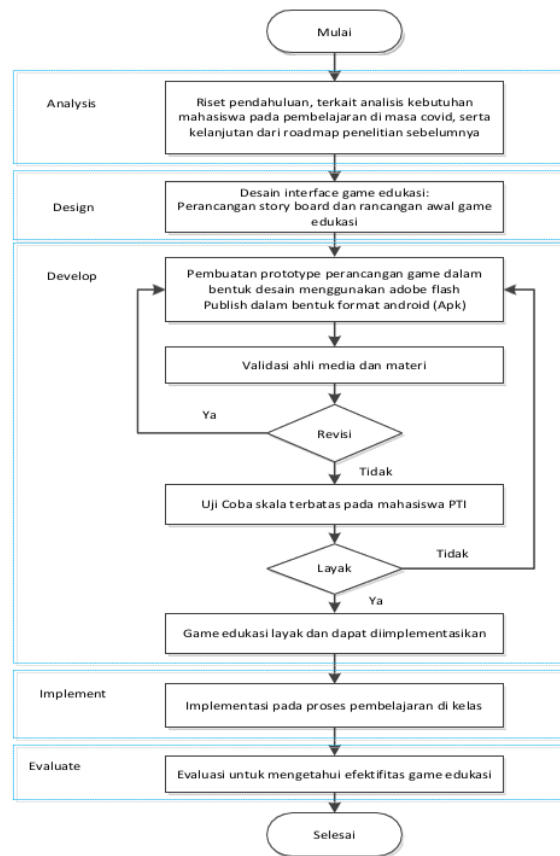 Mulai
Analysis
Riset pendahuluan, terkait analisis kebutuhan
mahasiswa pada pembelajaran di masa covid, serta
kelanjutan dari roadmap penelitian sebelumnya
Design
Desain interface game edukasi:
Perancangan story board dan rancangan awal game
edukasi
Develop
Pembuatan prototype perancangan game dalam
bentuk desain menggunakan adobe flash
Publish dalam bentuk format android (Apk)
Validasi ahli media dan materi
Ya
Revisi
Tidak
Uji Coba skala terbatas pada mahasiswa PTI
Layak
Tidak
Ya
Game edukasi layak dan dapat diimplementasikan
Implement
Implementasi pada proses pembelajaran di kelas
Evaluate
Evaluasi untuk mengetahui efektifitas game edukasi
Selesai